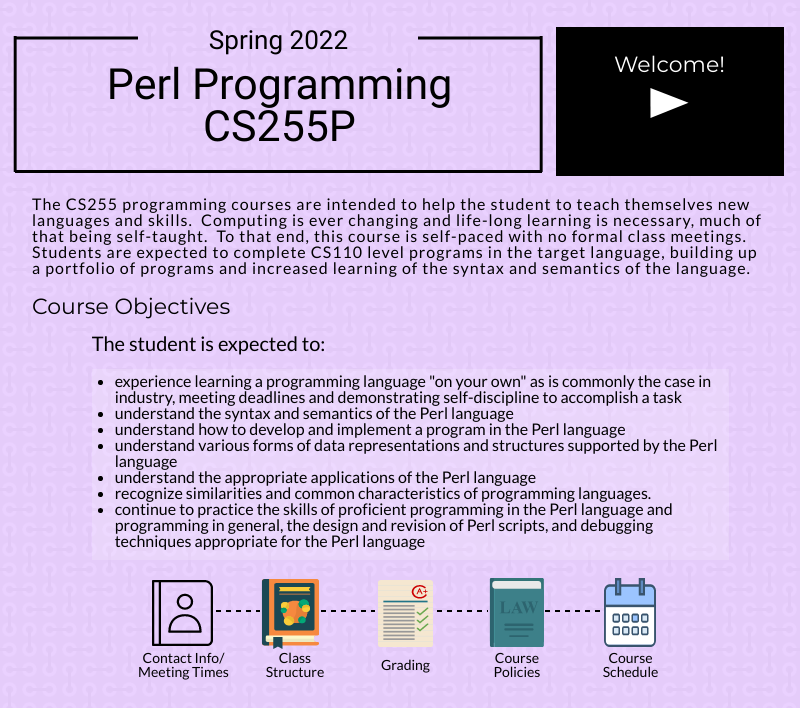 Spring 2022
Perl Programming
CS255P
Welcome!
The CS255 programming courses are intended to help the student to teach themselves new
languages and skills.  Computing is ever changing and life-long learning is necessary, much of
that being self-taught.  To that end, this course is self-paced with no formal class meetings.
Students are expected to complete CS110 level programs in the target language, building up
a portfolio of programs and increased learning of the syntax and semantics of the language.
Course Objectives
The student is expected to:
• experience learning a programming language "on your own" as is commonly the case in
industry, meeting deadlines and demonstrating self-discipline to accomplish a task
• understand the syntax and semantics of the Perl language
• understand how to develop and implement a program in the Perl language
• understand various forms of data representations and structures supported by the Perl
language
• understand the appropriate applications of the Perl language
• recognize similarities and common characteristics of programming languages.
• continue to practice the skills of proficient programming in the Perl language and
programming in general, the design and revision of Perl scripts, and debugging
techniques appropriate for the Perl language
A+
LAW
Contact Info/
Meeting Times
Class
Structure
Grading
Course
Policies
Course
Schedule